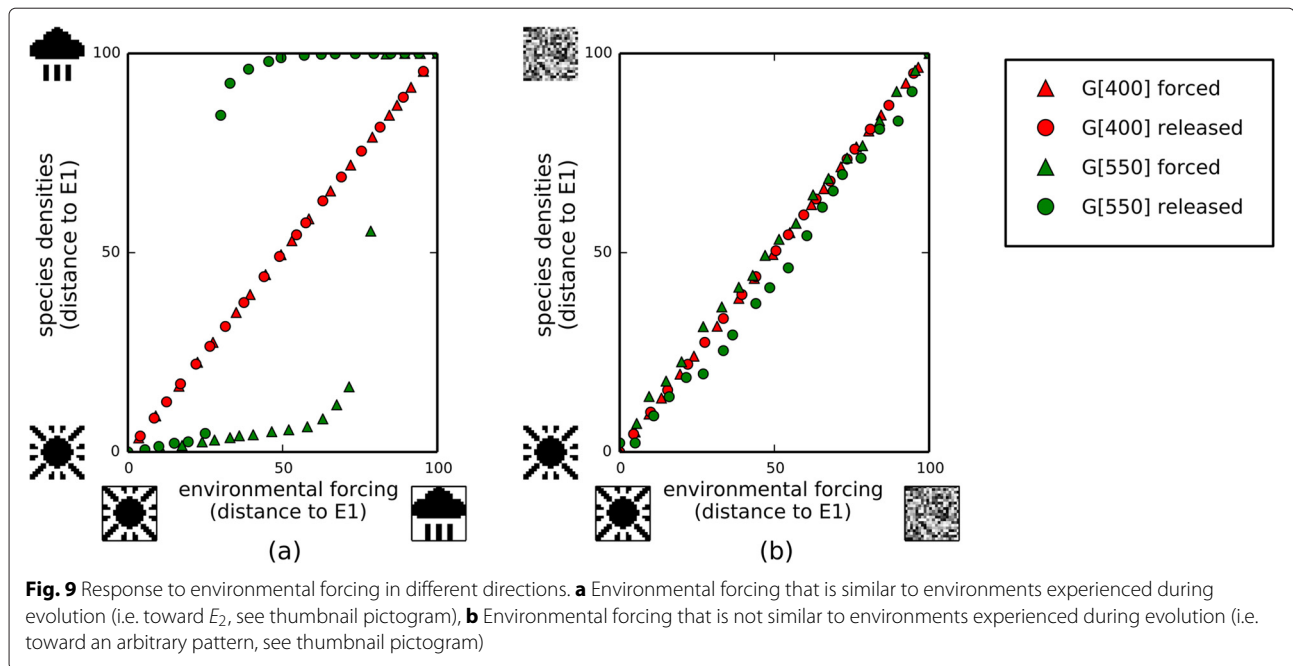 100
50
0
species densities
(distance to E1)
0
50
100
environmental forcing
(distance to E1)
(a)
100
50
0
species densities
(distance to E1)
0
50
100
environmental forcing
(distance to E1)
(b)
G[400] forced
G[400] released
G[550] forced
G[550] released
Fig. 9 Response to environmental forcing in different directions. a Environmental forcing that is similar to environments experienced during
evolution (i.e. toward E2, see thumbnail pictogram), b Environmental forcing that is not similar to environments experienced during evolution (i.e.
toward an arbitrary pattern, see thumbnail pictogram)